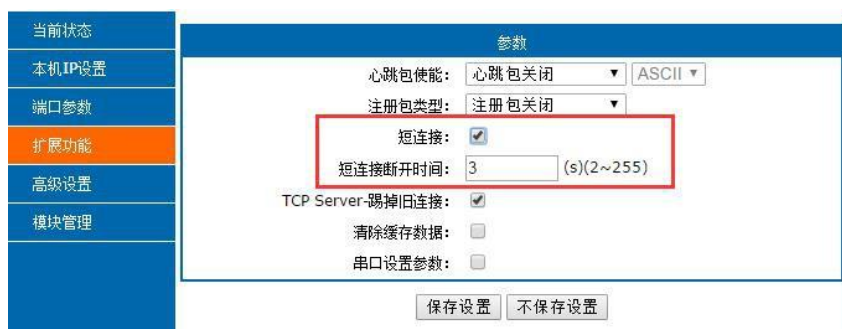 当前状态
本机IP设置
端口参数
扩展功能
高级设置
模块管理
参数
心跳包使能： 心跳包关闭 ASCII
注册包类型： 注册包关闭
短连接：
短连接断开时间： 3 (s)(2~255)
TCP Server-踢掉旧连接：
清除缓存数据：
串口设置参数：
保存设置 不保存设置